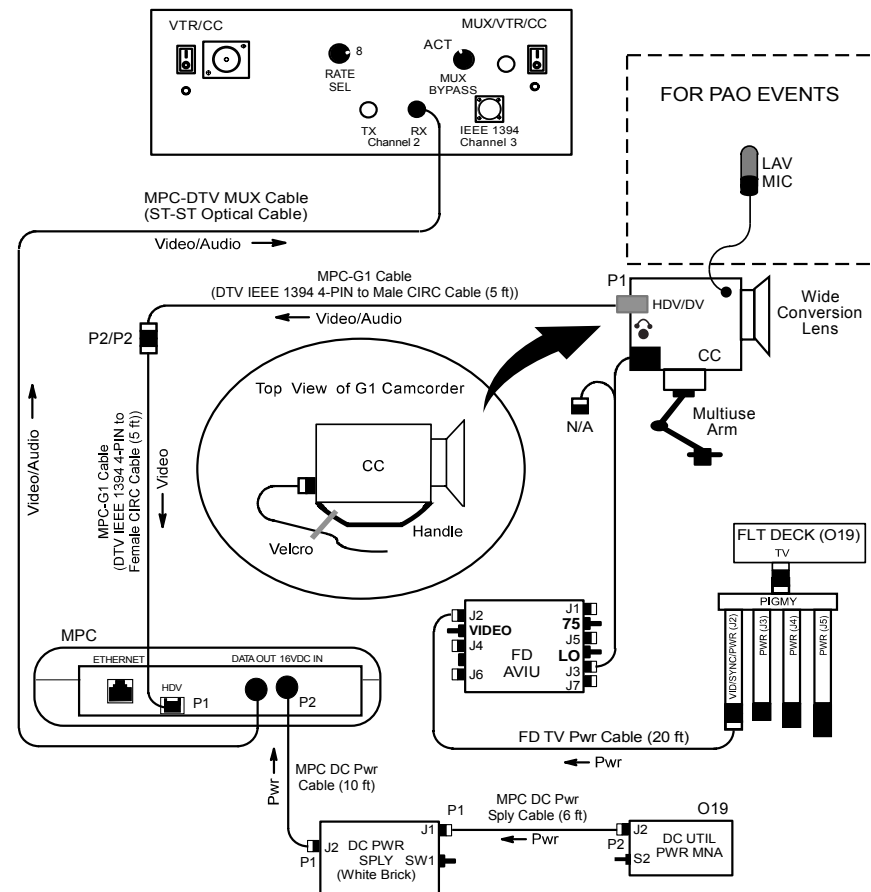 VTR/CC
MUX/VTR/CC
8
RATE
SEL
ACT
MUX
BYPASS
TX
RX
Channel 2
IEEE 1394
Channel 3
FOR PAO EVENTS
LAV
MIC
MPC-DTV MUX Cable
(ST-ST Optical Cable)
Video/Audio
MPC-G1 Cable
(DTV IEEE 1394 4-PIN to Male CIRC Cable (5 ft))
Video/Audio
P1
HDV/DV
CC
Wide
Conversion
Lens
P2/P2
Top View of G1 Camcorder
CC
Velcro
Handle
N/A
Multiuse
Arm
Video/Audio
MPC-G1 Cable
(DTV IEEE 1394 4-PIN to
Female CIRC Cable (5 ft))
Video
FLT DECK (O19)
TV
PIGMY
VID/SYNC/PWR (J2)
PWR (J3)
PWR (J4)
PWR (J5)
J2
VIDEO
J4
J6
FD
AVIU
J1
75
J5
LO
J3
J7
MPC
ETHERNET
HDV
P1
DATA OUT
16VDC IN
P2
FD TV Pwr Cable (20 ft)
Pwr
Pwr
MPC DC Pwr
Cable (10 ft)
P1
J2
DC PWR
SPLY
(White Brick)
J1
SW1
P1
MPC DC Pwr
Sply Cable (6 ft)
Pwr
O19
P2
J2
S2
DC UTIL
PWR MNA